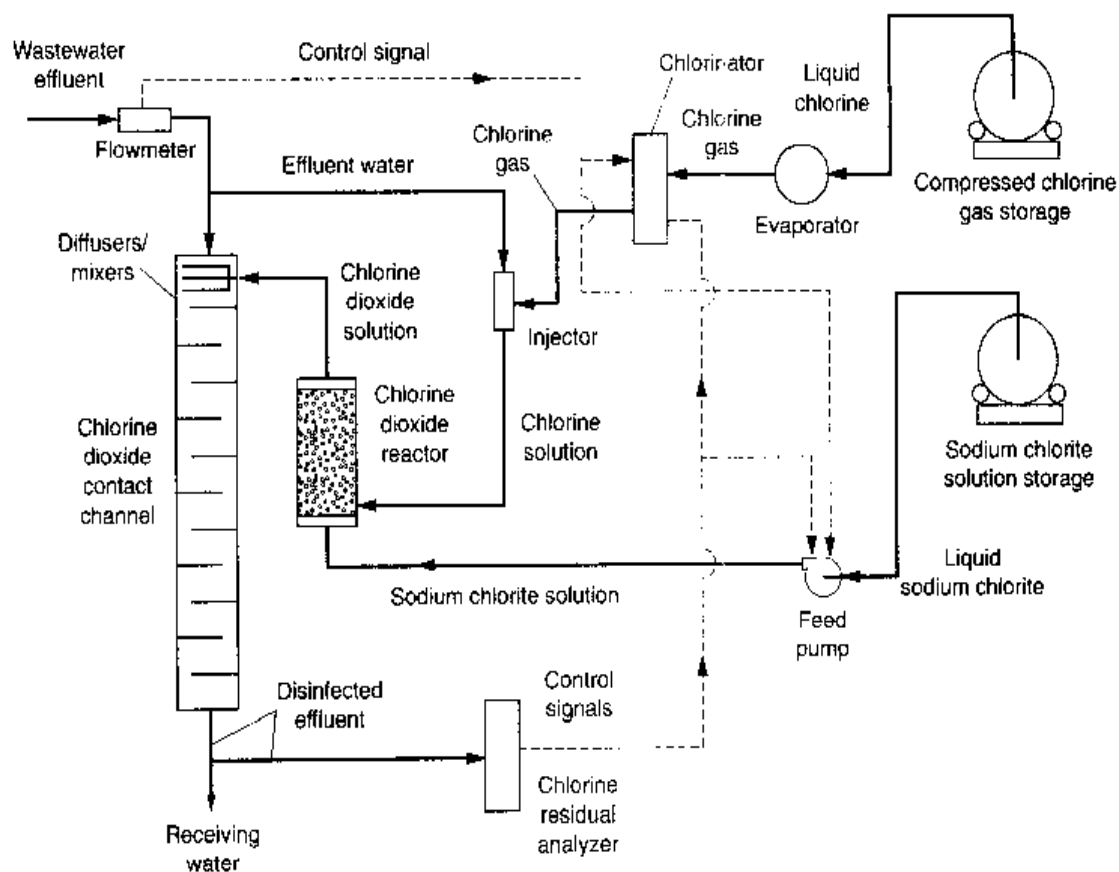 Wastewater
effluent
Control signal
Flowmeter
Effluent water
Chlorine
gas
Chlorinator
Chlorine
gas
Liquid
chlorine
Evaporator
Compressed chlorine
gas storage
Diffusers/
mixers
Chlorine
dioxide
solution
Injector
Chlorine
dioxide
reactor
Chlorine
solution
Chlorine
dioxide
contact
channel
Sodium chlorite
solution storage
Sodium chlorite solution
Liquid
sodium chlorite
Feed
pump
Disinfected
effluent
Control
signals
Chlorine
residual
analyzer
Receiving
water